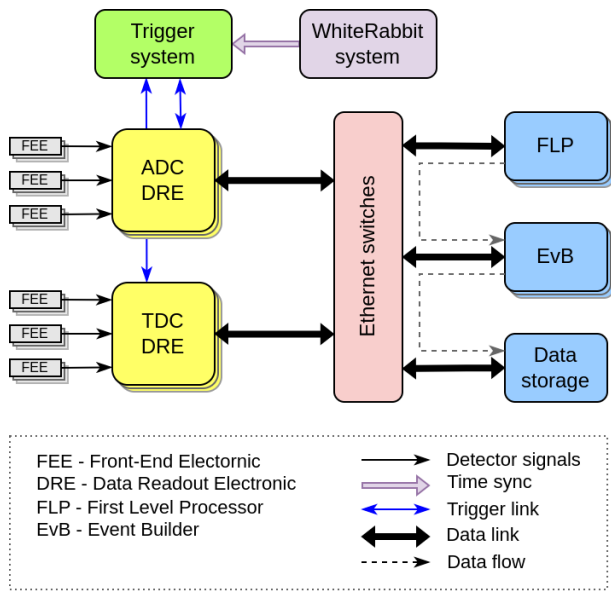 Trigger
system
WhiteRabbit
system
FEE
FEE
FEE
ADC
DRE
FEE
FEE
FEE
TDC
DRE
Ethernet switches
FLP
EvB
Data
storage
FEE - Front-End Electornic
DRE - Data Readout Electronic
FLP - First Level Processor
EvB - Event Builder
Detector signals
Time sync
Trigger link
Data link
Data flow